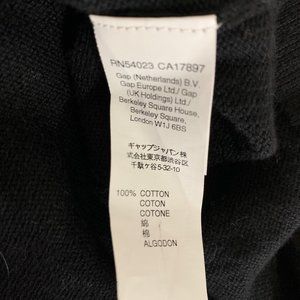 RN54023 CA17897
Gap (Netherlands) B.V.
Gap Europe Ltd./ Gap
(UK Holdings) Ltd./
Berkeley Square House,
Berkeley Square,
London W1J 6BS
ギャップジャパン株
式会社東京都渋谷区
千駄ヶ谷5-32-10
100% COTTON
COTON
COTONE
綿
棉
ALGODON